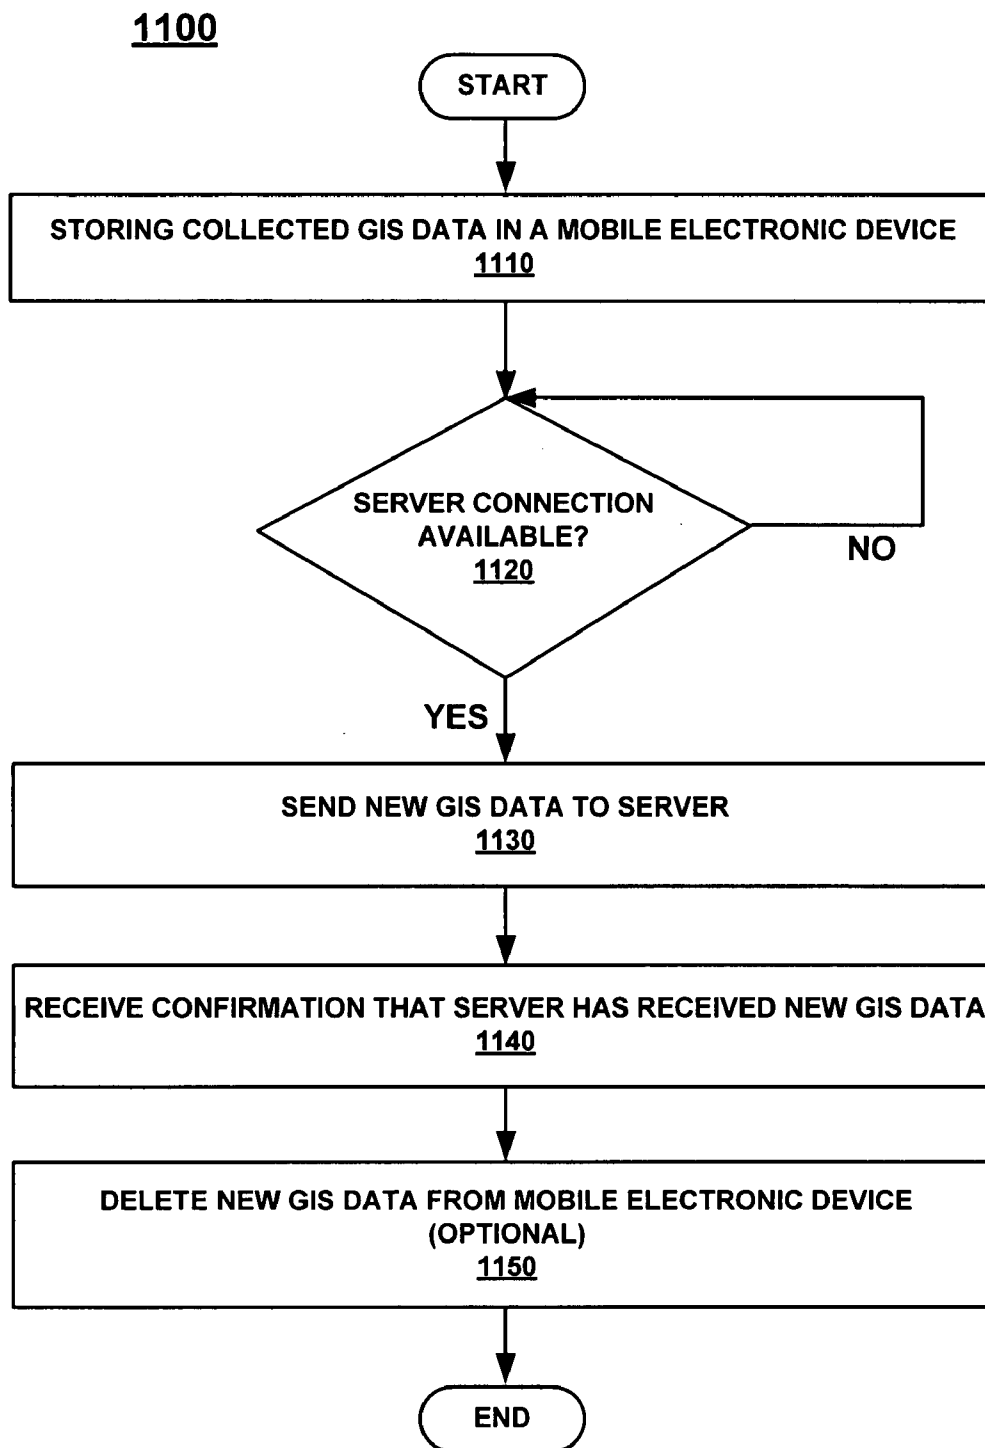 1100
START
STORING COLLECTED GIS DATA IN A MOBILE ELECTRONIC DEVICE
1110
SERVER CONNECTION
AVAILABLE?
1120
NO
YES
SEND NEW GIS DATA TO SERVER
1130
RECEIVE CONFIRMATION THAT SERVER HAS RECEIVED NEW GIS DATA
1140
DELETE NEW GIS DATA FROM MOBILE ELECTRONIC DEVICE
(OPTIONAL)
1150
END